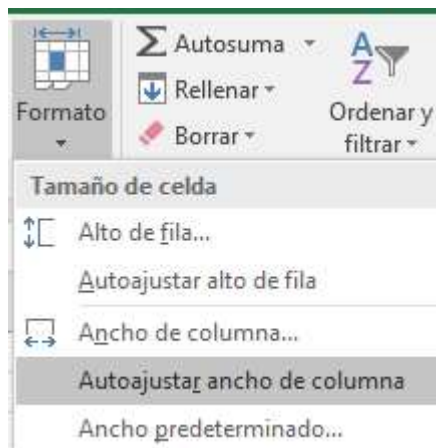 Formato
Autosuma
Rellenar
Borrar
Ordenar y
filtrar
Tamaño de celda
Alto de fila...
Autoajustar alto de fila
Ancho de columna...
Autoajustar ancho de columna
Ancho predeterminado...